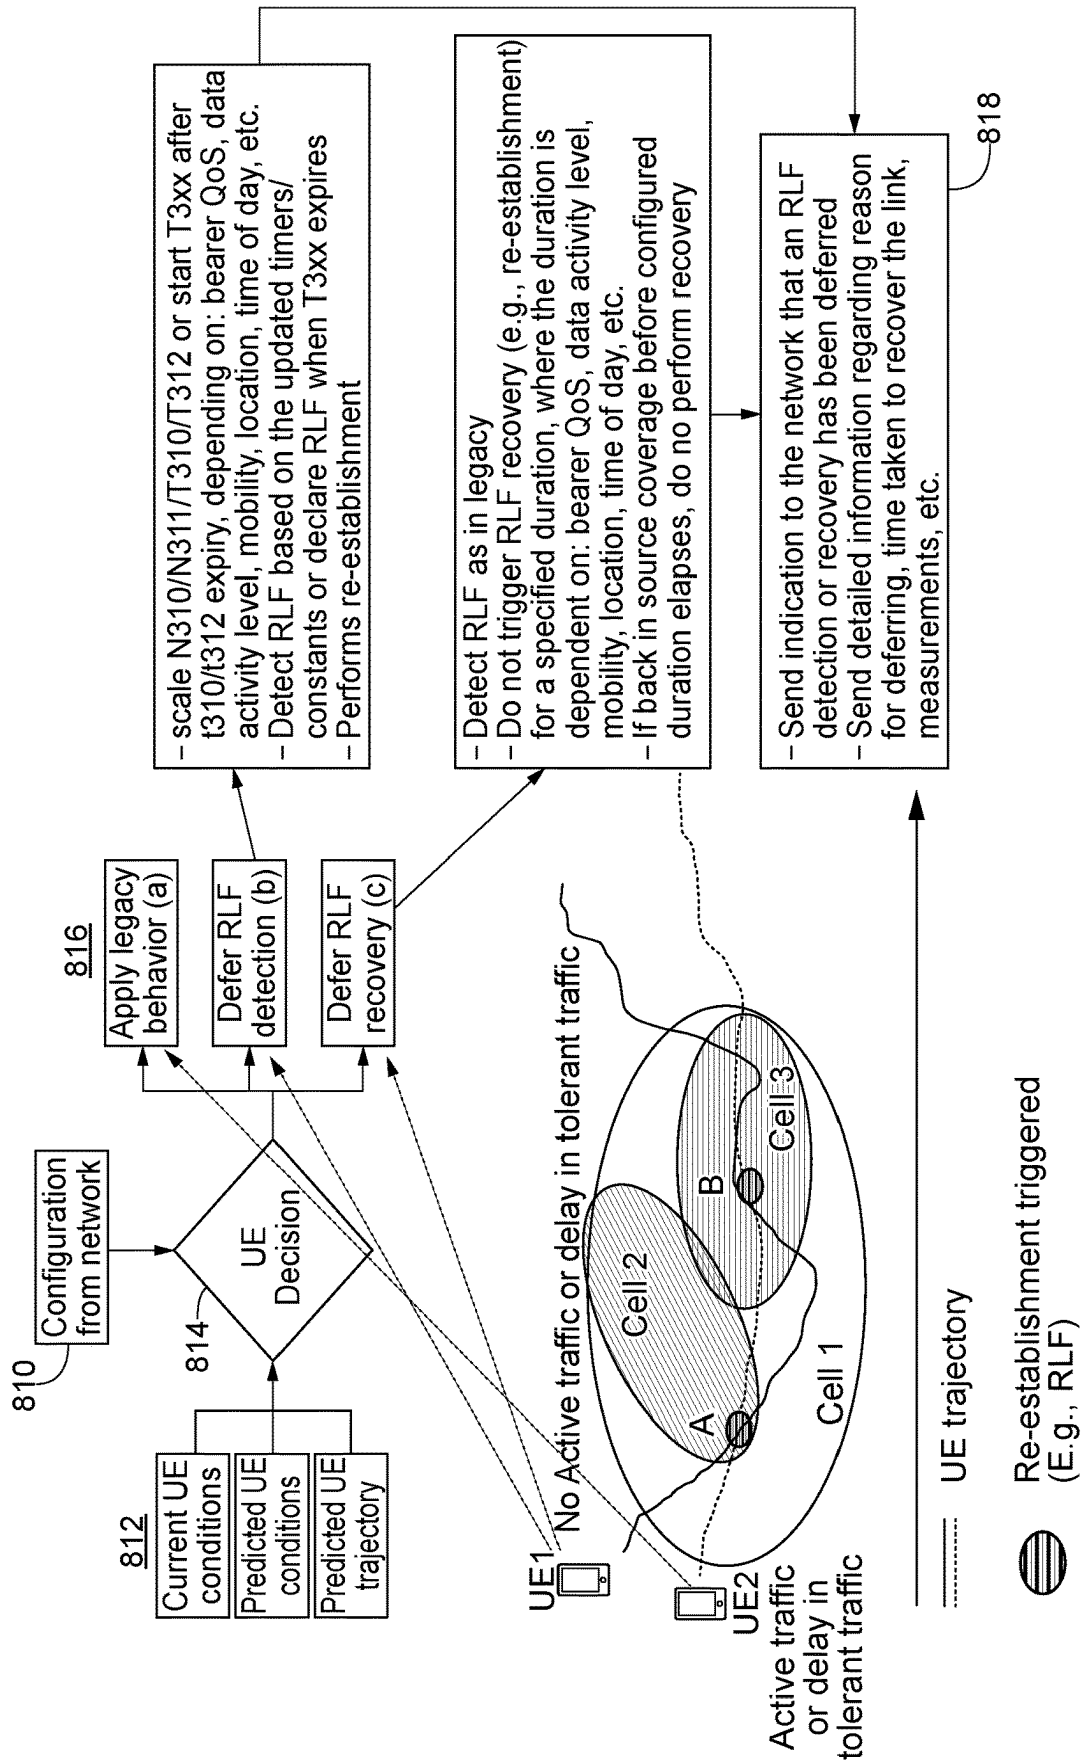 810
Configuration
from network
812
Current UE
conditions
Predicted UE
conditions
Predicted UE
trajectory
814
UE
Decision
816
Apply legacy
behavior (a)
Defer RLF
detection (b)
Defer RLF
recovery (c)
– scale N310/N311/T310/T312 or start T3xx after
t310/t312 expiry, depending on: bearer QoS, data
activity level, mobility, location, time of day, etc.
– Detect RLF based on the updated timers/
constants or declare RLF when T3xx expires
– Performs re-establishment
– Detect RLF as in legacy
– Do not trigger RLF recovery (e.g., re-establishment)
for a specified duration, where the duration is
dependent on: bearer QoS, data activity level,
mobility, location, time of day, etc.
– If back in source coverage before configured
duration elapses, do no perform recovery
– Send indication to the network that an RLF
detection or recovery has been deferred
– Send detailed information regarding reason
for deferring, time taken to recover the link,
measurements, etc.
818
UE1
No Active traffic or delay in tolerant traffic
UE2
Active traffic
or delay in
tolerant traffic
A
Cell 2
B
Cell 3
Cell 1
UE trajectory
Re-establishment triggered
(E.g., RLF)